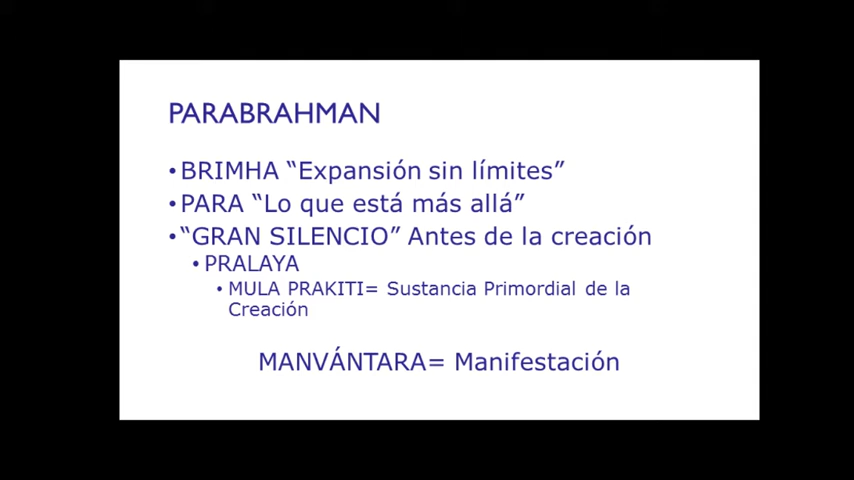 PARABRAHMAN
•BRIMHA “Expansión sin límites”
•PARA “Lo que está más allá”
•“GRAN SILENCIO” Antes de la creación
•PRALAYA
•MULA PRAKITI= Sustancia Primordial de la
Creación
MANVÁNTARA= Manifestación